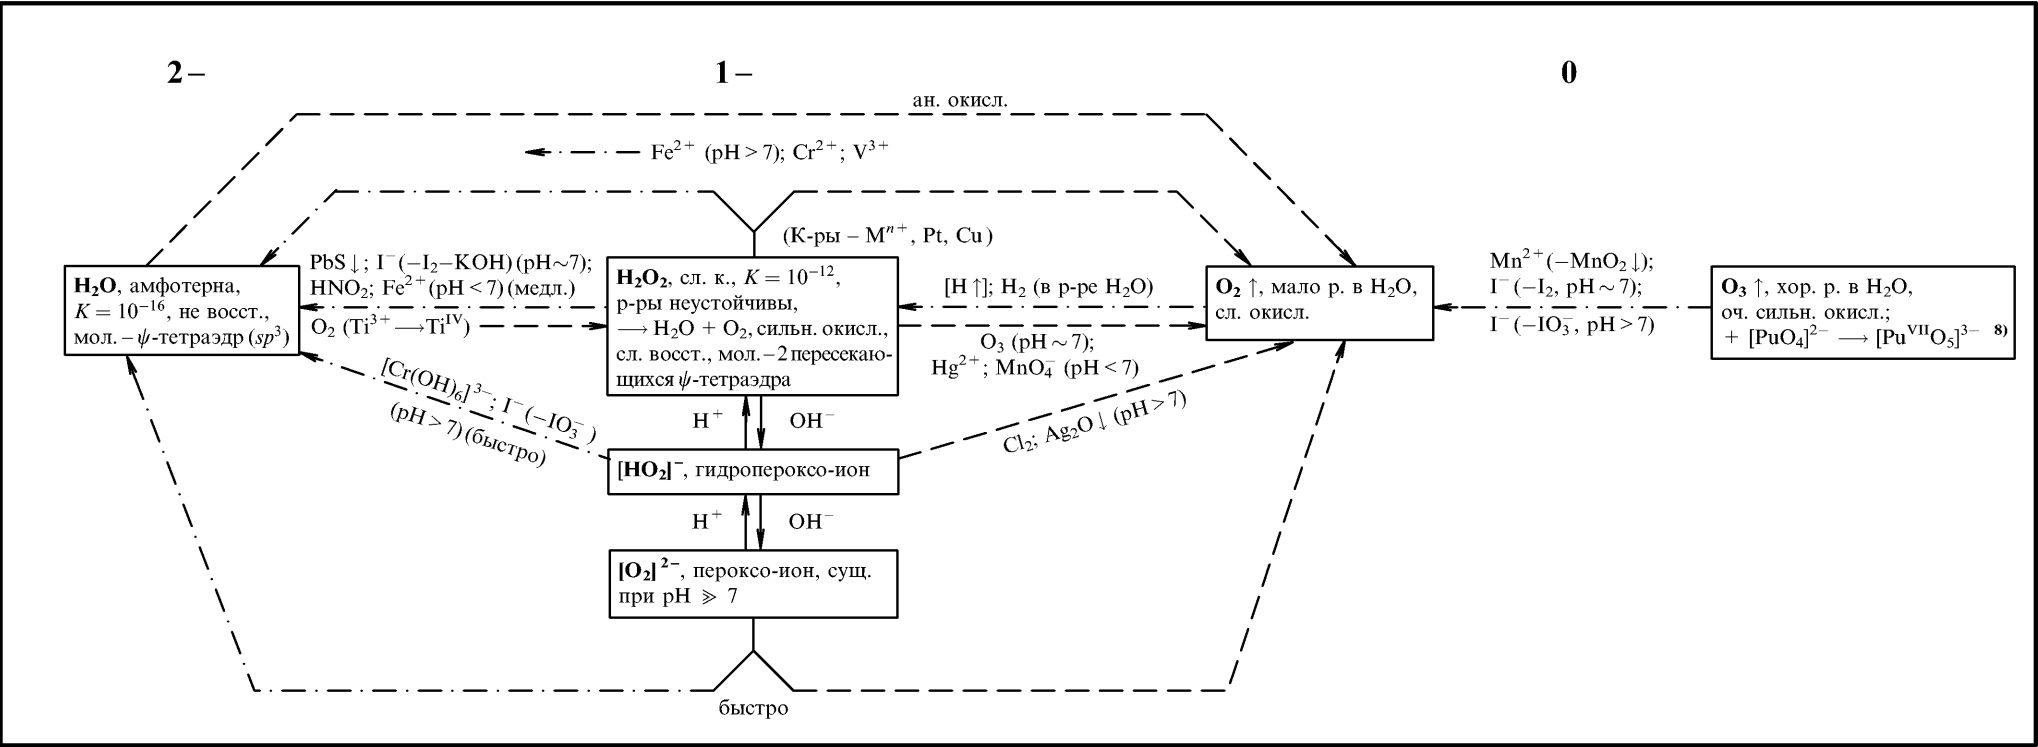 2– 1– 0
ан. окисл.
Fe²⁺ (pH > 7); Cr²⁺; V³⁺
(К-ры – Mⁿ⁺, Pt, Cu)
H₂O, амфотерна,
K = 10⁻¹⁶, не восст.,
мол. – ψ-тетраэдр (sp³)
PbS↓; I⁻(–I₂–KOH) (pH~7);
HNO₂; Fe²⁺(pH < 7) (медл.)
O₂ (Ti³⁺ ⟶ Tiᴵⱽ)
H₂O₂, сл. к., K = 10⁻¹²,
р-ры неустойчивы,
⟶ H₂O + O₂, сильн. окисл.,
сл. восст., мол. – 2 пересекаю-
щихся ψ-тетраэдра
[H↑]; H₂ (в р-ре H₂O)
O₃ (pH ~ 7);
Hg²⁺; MnO₄⁻ (pH < 7)
O₂ ↑, мало р. в H₂O,
сл. окисл.
Mn²⁺(–MnO₂↓);
I⁻(–I₂, pH ~ 7);
I⁻(–IO₃⁻, pH > 7)
O₃ ↑, хор. р. в H₂O,
оч. сильн. окисл.;
+ [PuO₄]²⁻ ⟶ [PuⱽᴵᴵO₅]³⁻ ⁸⁾
[Cr(OH)₆]³⁻; I⁻(–IO₃⁻)
(pH > 7) (быстро)
H⁺ OH⁻
Cl₂; Ag₂O↓ (pH > 7)
[HO₂]⁻, гидропероксо-ион
H⁺ OH⁻
[O₂]²⁻, пероксо-ион, сущ.
при pH ⩾ 7
быстро